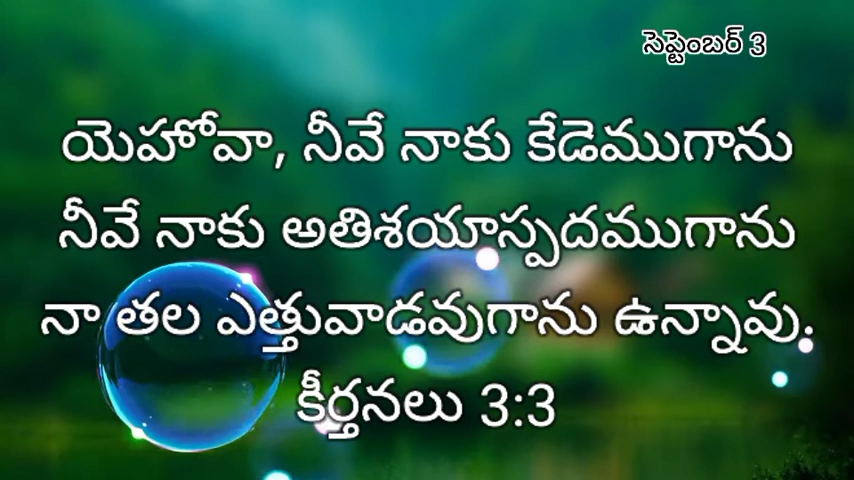 సెప్టెంబర్ 3
యెహోవా, నీవే నాకు కేడెముగాను
నీవే నాకు అతిశయాస్పదముగాను
నా తల ఎత్తువాడవుగాను ఉన్నావు.
కీర్తనలు 3:3